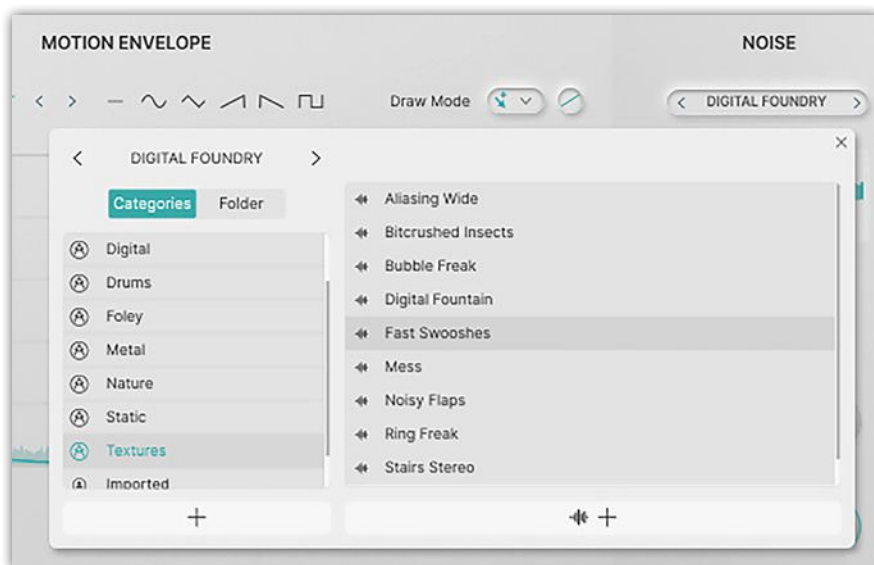 MOTION ENVELOPE
NOISE
Draw Mode
DIGITAL FOUNDRY
DIGITAL FOUNDRY
Categories
Folder
Digital
Drums
Foley
Metal
Nature
Static
Textures
Imported
Aliasing Wide
Bitcrushed Insects
Bubble Freak
Digital Fountain
Fast Swooshes
Mess
Noisy Flaps
Ring Freak
Stairs Stereo